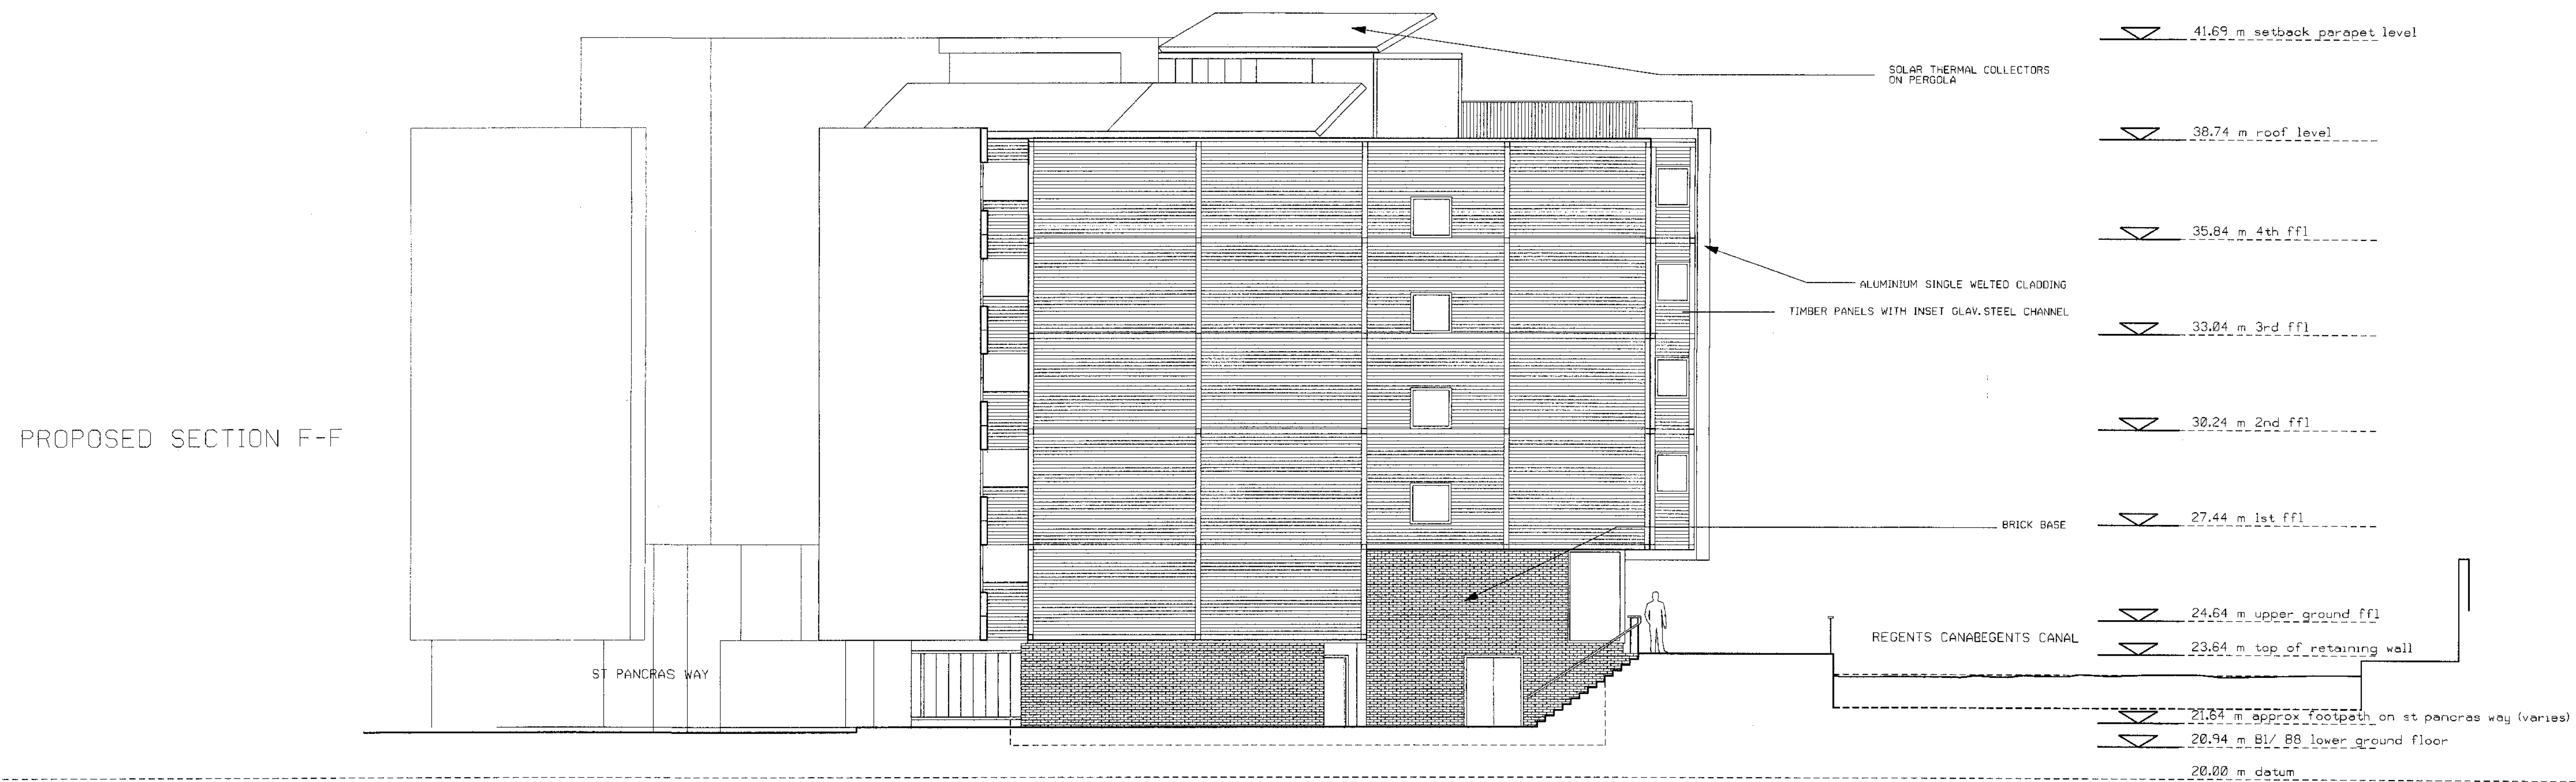 41.69 m setback parapet level
SOLAR THERMAL COLLECTORS
ON PERGOLA
38.74 m roof level
35.84 m 4th ffl
ALUMINIUM SINGLE WELTED CLADDING
TIMBER PANELS WITH INSET GLAV.STEEL CHANNEL
33.04 m 3rd ffl
PROPOSED SECTION F-F
30.24 m 2nd ffl
27.44 m 1st ffl
BRICK BASE
24.64 m upper ground ffl
REGENTS CANAEGENTS CANAL
23.64 m top of retaining wall
ST PANCRAS WAY
21.64 m approx footpath on st pancras way (varies)
20.94 m B1/ B8 lower ground floor
20.00 m datum